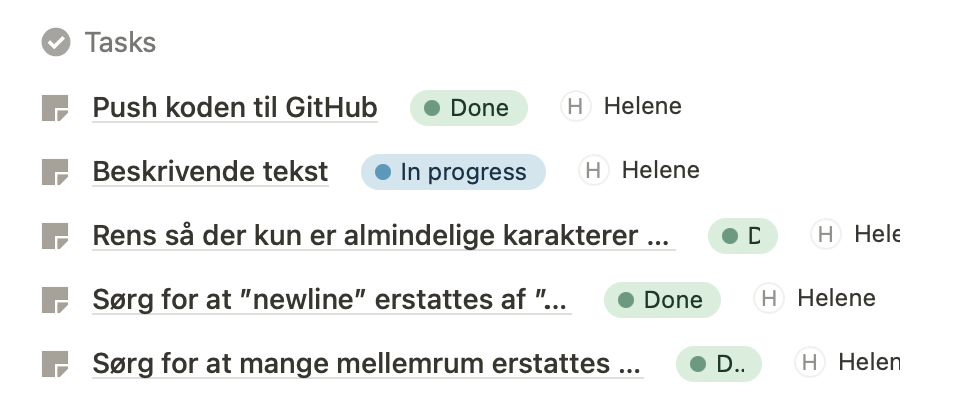 Tasks
Push koden til GitHub Done H Helene
Beskrivende tekst In progress H Helene
Rens så der kun er almindelige karakterer ... D H Hele
Sørg for at ”newline” erstattes af ”... Done H Helene
Sørg for at mange mellemrum erstattes ... D.. H Helen